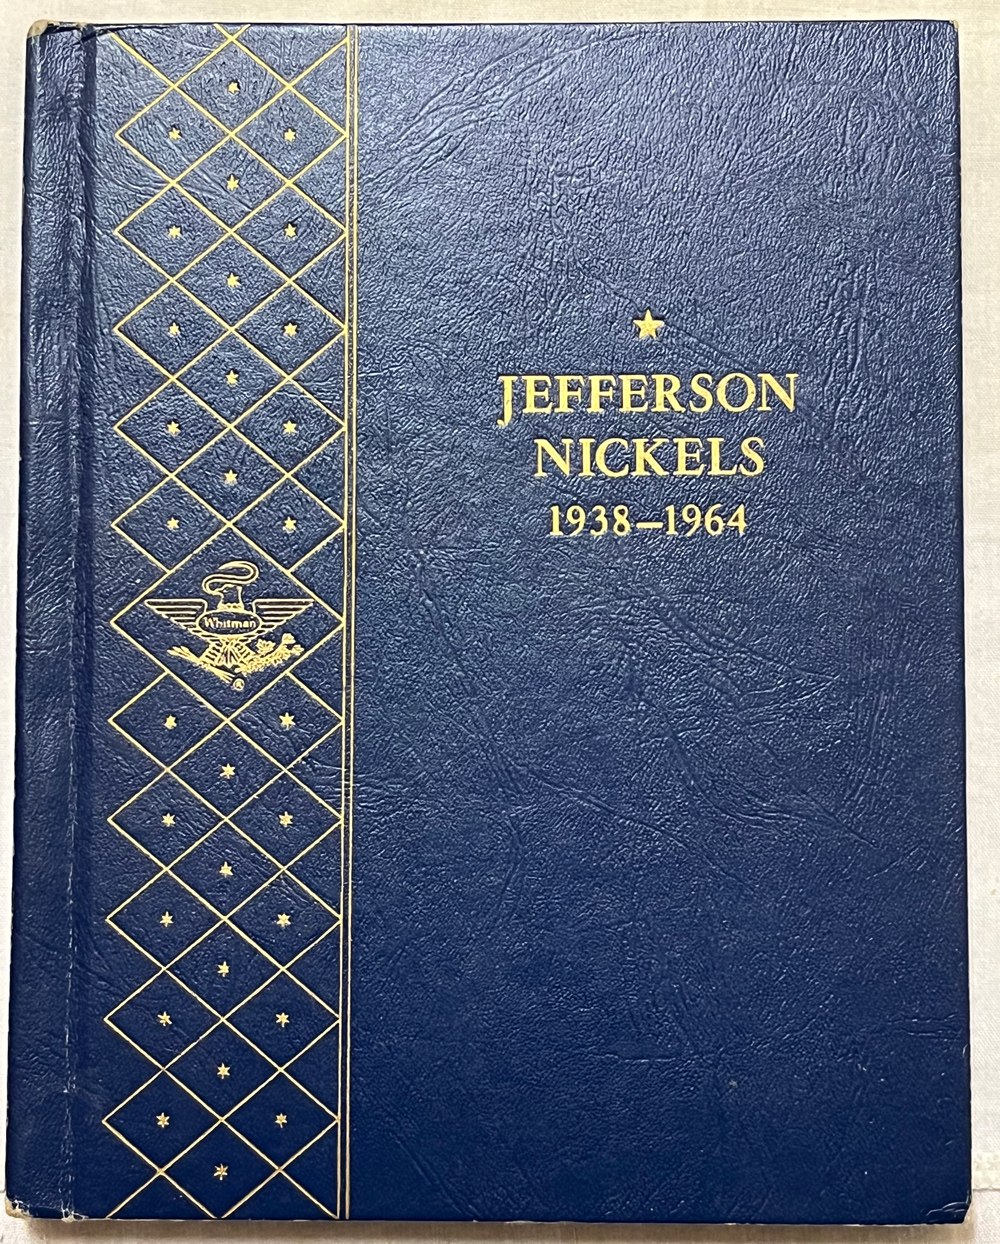 JEFFERSON
NICKELS
1938–1964
Whitman
®